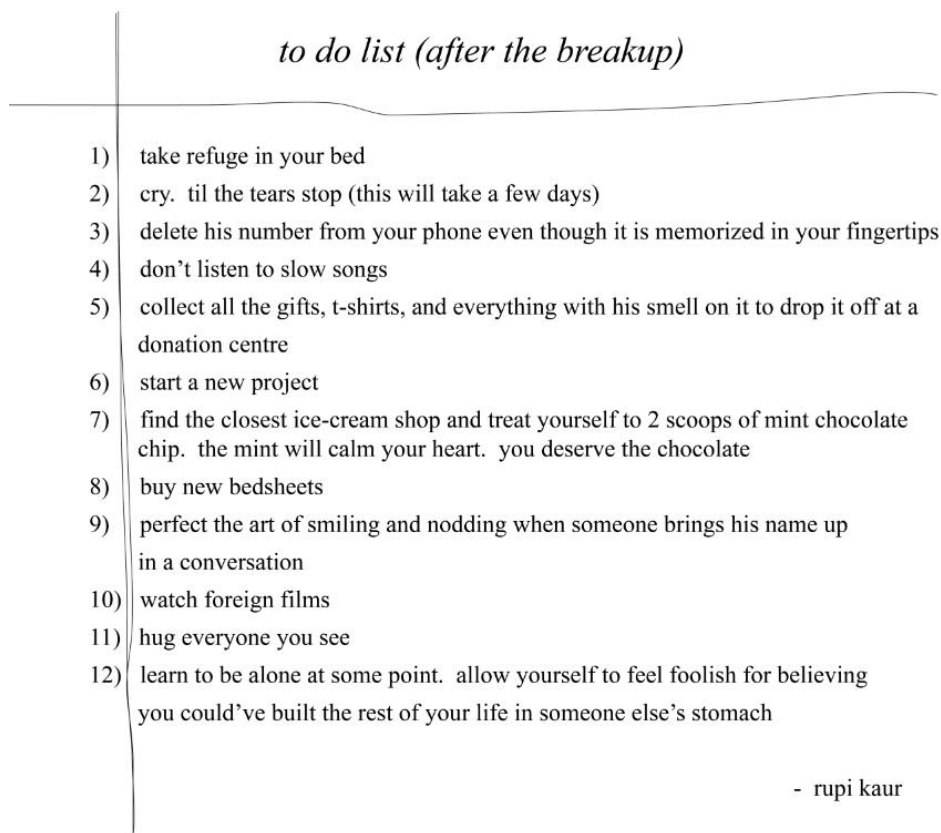 to do list (after the breakup)
1) take refuge in your bed
2) cry.  til the tears stop (this will take a few days)
3) delete his number from your phone even though it is memorized in your fingertips
4) don’t listen to slow songs
5) collect all the gifts, t-shirts, and everything with his smell on it to drop it off at a
donation centre
6) start a new project
7) find the closest ice-cream shop and treat yourself to 2 scoops of mint chocolate
chip.  the mint will calm your heart.  you deserve the chocolate
8) buy new bedsheets
9) perfect the art of smiling and nodding when someone brings his name up
in a conversation
10) watch foreign films
11) hug everyone you see
12) learn to be alone at some point.  allow yourself to feel foolish for believing
you could’ve built the rest of your life in someone else’s stomach
- rupi kaur